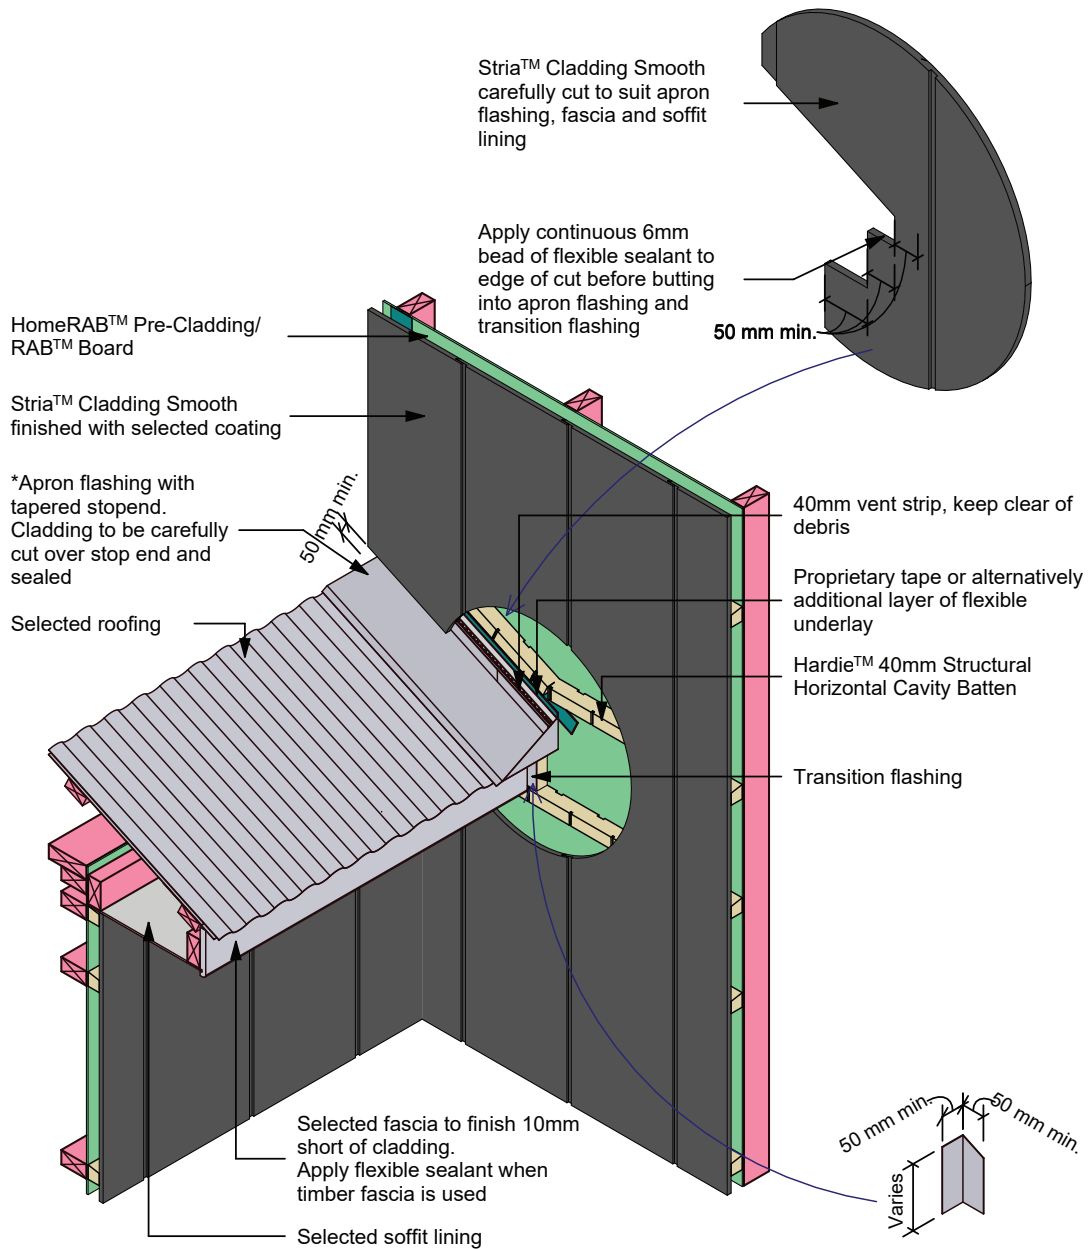 Stria™ Cladding Smooth
carefully cut to suit apron
flashing, fascia and soffit
lining
Apply continuous 6mm
bead of flexible sealant to
edge of cut before butting
into apron flashing and
transition flashing
50 mm min.
HomeRAB™ Pre-Cladding/
RAB™ Board
Stria™ Cladding Smooth
finished with selected coating
*Apron flashing with
tapered stopend.
Cladding to be carefully
cut over stop end and
sealed
50 mm min.
Selected roofing
40mm vent strip, keep clear of
debris
Proprietary tape or alternatively
additional layer of flexible
underlay
Hardie™ 40mm Structural
Horizontal Cavity Batten
Transition flashing
Selected fascia to finish 10mm
short of cladding.
Apply flexible sealant when
timber fascia is used
Selected soffit lining
50 mm min.
50 mm min.
Varies